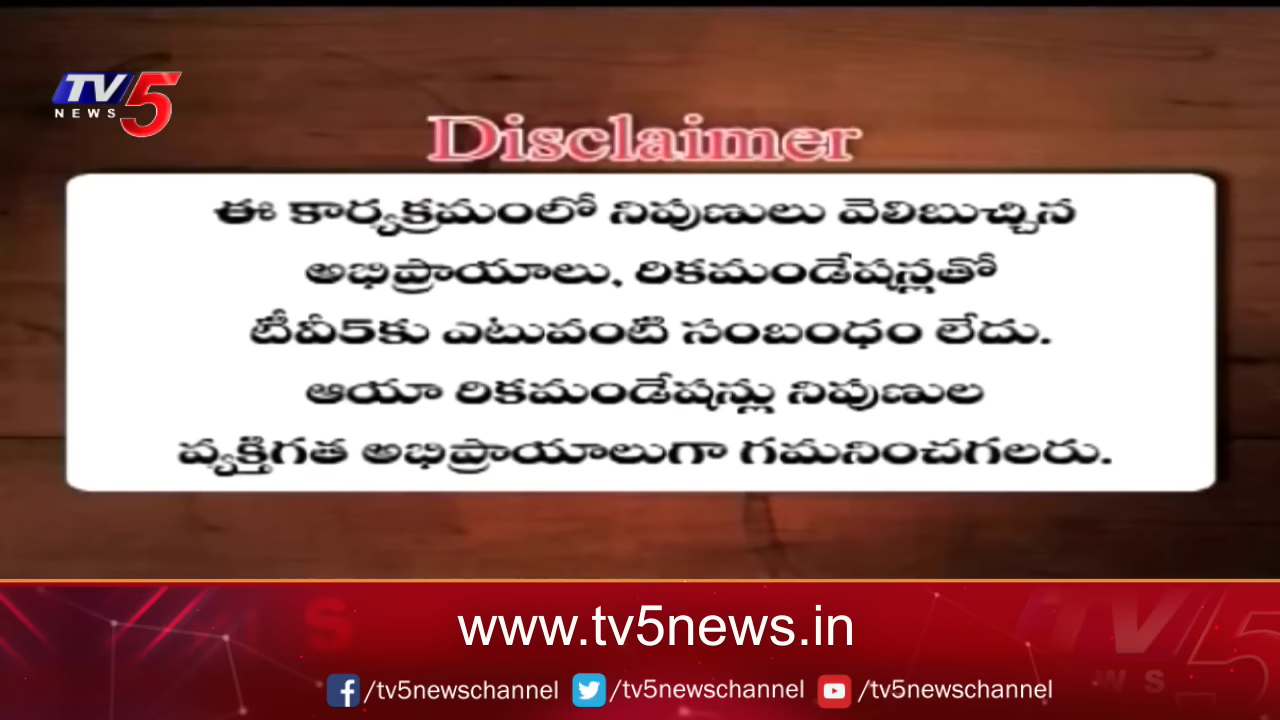 TV5
NEWS
Disclaimer
ఈ కార్యక్రమంలో నిపుణులు వెలిబుచ్చిన
అభిప్రాయాలు, రికమండేషన్లతో
టీవీ5కు ఎటువంటి సంబంధం లేదు.
ఆయా రికమండేషన్లు నిపుణుల
వ్యక్తిగత అభిప్రాయాలుగా గమనించగలరు.
www.tv5news.in
/tv5newschannel /tv5newschannel /tv5newschannel